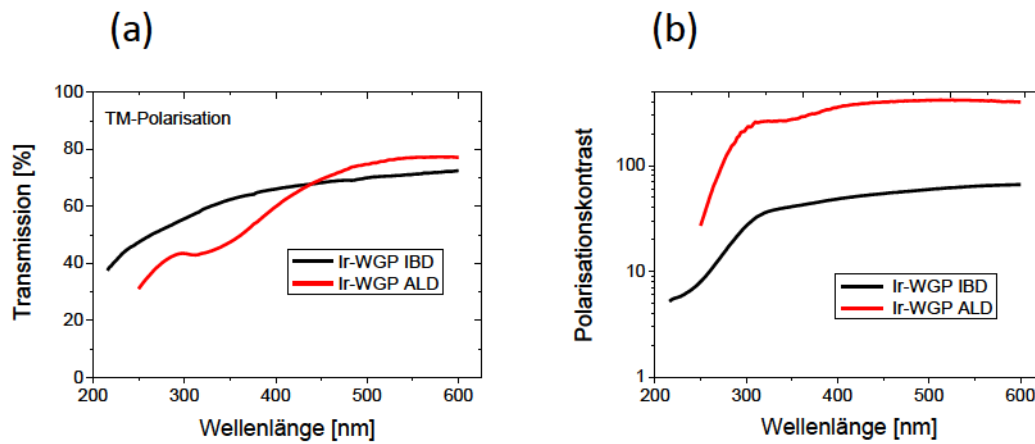 (a)
(b)
100
80
60
40
20
0
Transmission [%]
TM-Polarisation
Ir-WGP IBD
Ir-WGP ALD
200 300 400 500 600
Wellenlänge [nm]
100
10
1
Polarisationskontrast
Ir-WGP IBD
Ir-WGP ALD
200 300 400 500 600
Wellenlänge [nm]